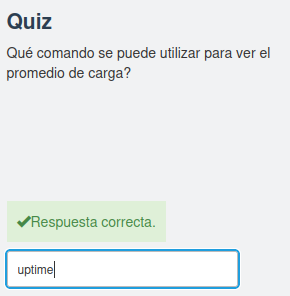 Quiz
Qué comando se puede utilizar para ver el
promedio de carga?
✔Respuesta correcta.
uptime